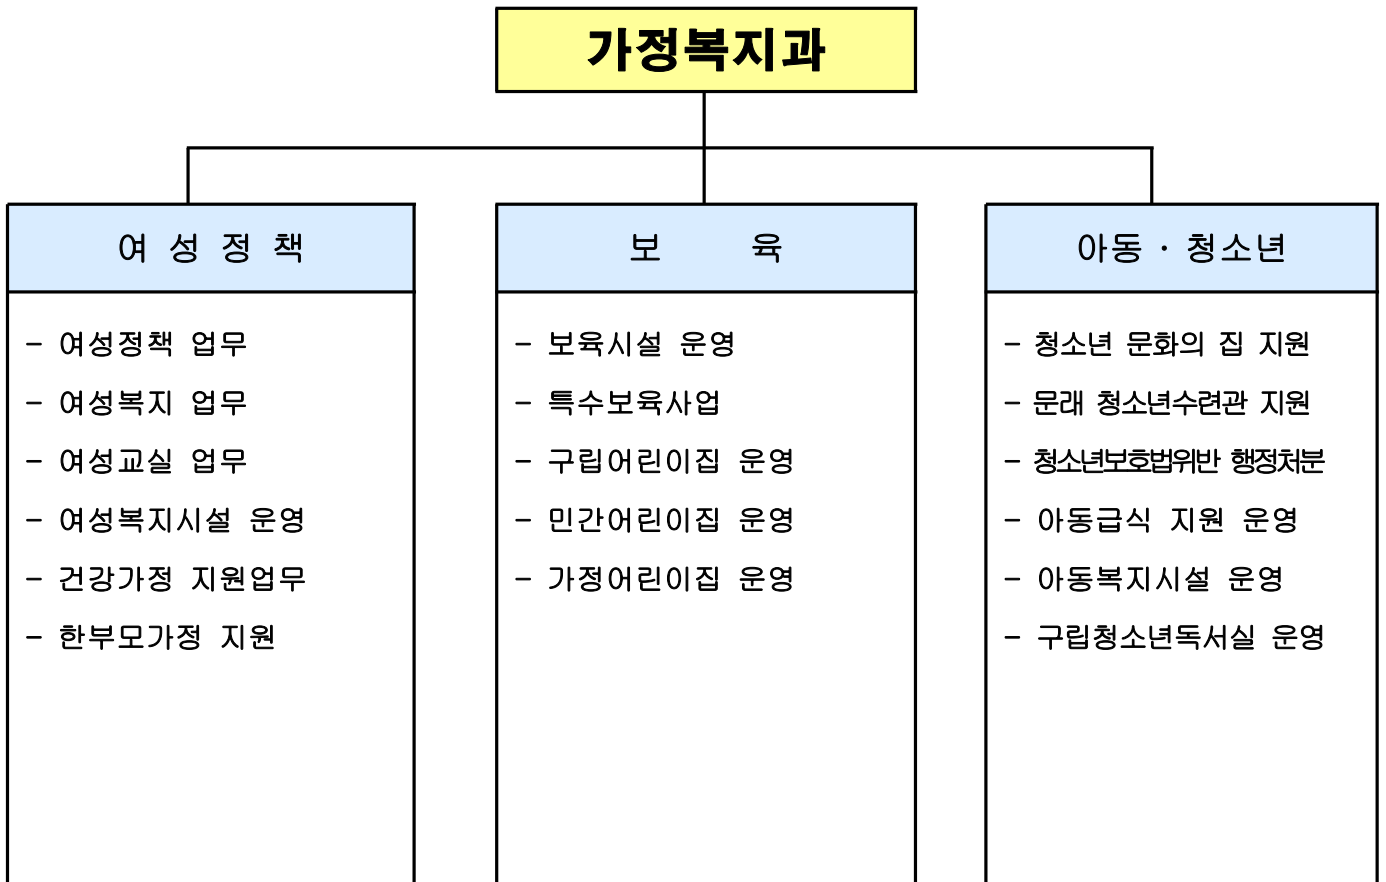 가정복지과
여 성 정 책
- 여성정책 업무
- 여성복지 업무
- 여성교실 업무
- 여성복지시설 운영
- 건강가정 지원업무
- 한부모가정 지원
보 육
- 보육시설 운영
- 특수보육사업
- 구립어린이집 운영
- 민간어린이집 운영
- 가정어린이집 운영
아동 · 청소년
- 청소년 문화의 집 지원
- 문래 청소년수련관 지원
- 청소년보호법위반 행정처분
- 아동급식 지원 운영
- 아동복지시설 운영
- 구립청소년독서실 운영